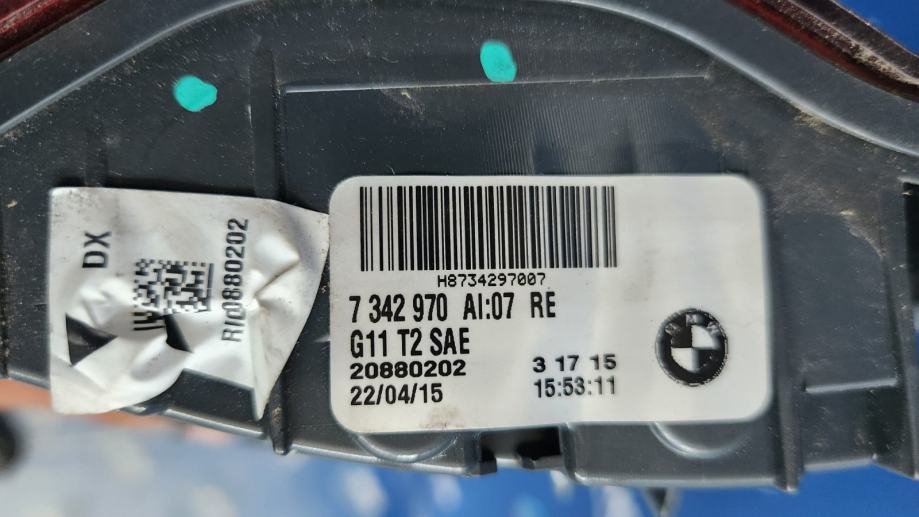 DX
RIC0880202
H8734297007
7 342 970 AI:07 RE
G11 T2 SAE
20880202 3 17 15
22/04/15 15:53:11